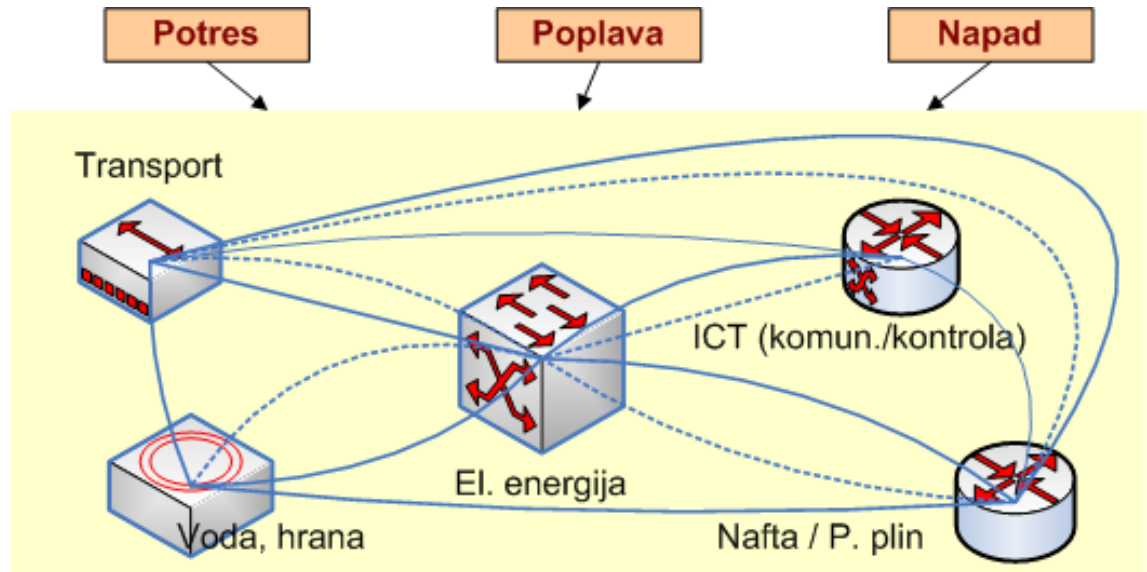 Potres
Poplava
Napad
Transport
ICT (komun./kontrola)
El. energija
Voda, hrana
Nafta / P. plin